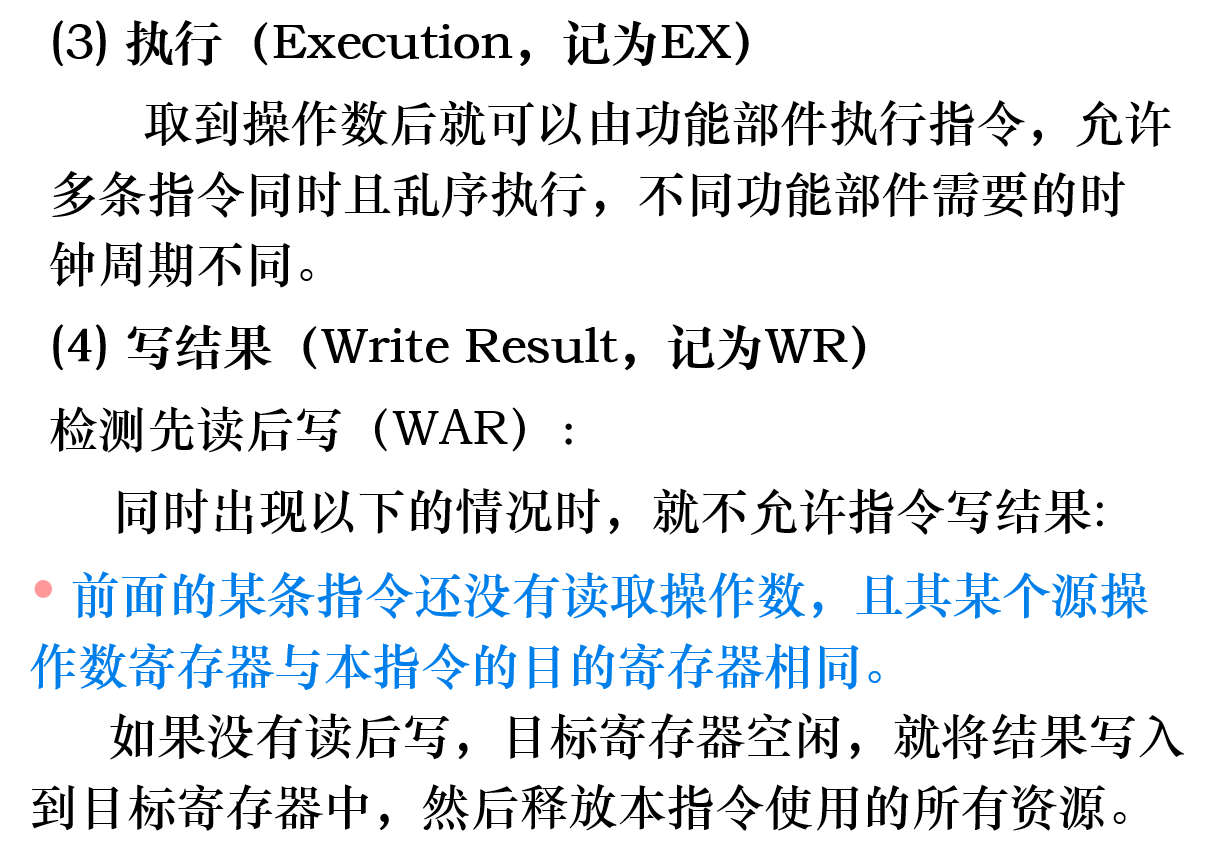 (3) 执行（Execution，记为EX）
取到操作数后就可以由功能部件执行指令，允许
多条指令同时且乱序执行，不同功能部件需要的时
钟周期不同。
(4) 写结果（Write Result，记为WR）
检测先读后写（WAR）:
同时出现以下的情况时，就不允许指令写结果:
• 前面的某条指令还没有读取操作数，且其某个源操
作数寄存器与本指令的目的寄存器相同。
如果没有读后写，目标寄存器空闲，就将结果写入
到目标寄存器中，然后释放本指令使用的所有资源。